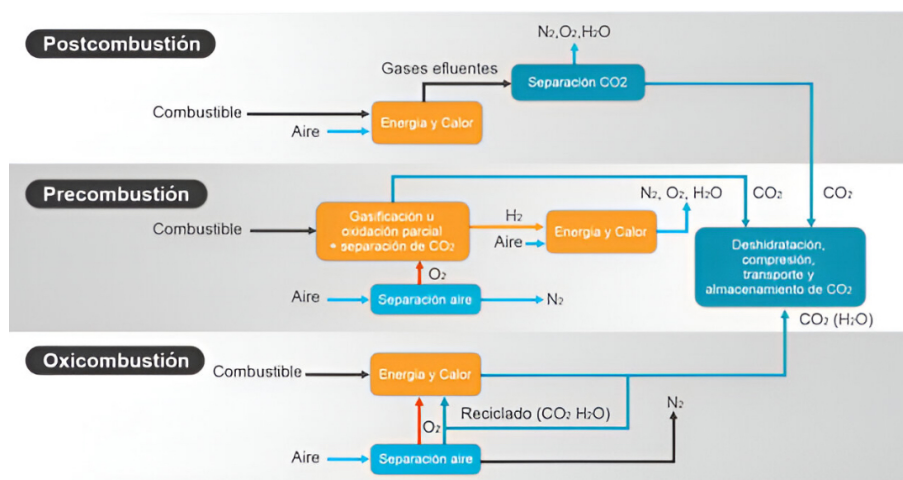 Postcombustión
N2,O2,H2O
Gases efluentes
Separación CO2
Combustible
Energía y Calor
Aire
Precombustión
CO2
CO2
N2, O2, H2O
Gasificación u
oxidación parcial
+ separación de CO2
H2
Combustible
Aire
Energía y Calor
Deshidratación,
compresión,
transporte y
almacenamiento de CO2
O2
Aire
Separación aire
N2
CO2 (H2O)
Oxicombustión
Combustible
Energía y Calor
N2
Reciclado (CO2 H2O)
O2
Aire
Separación aire